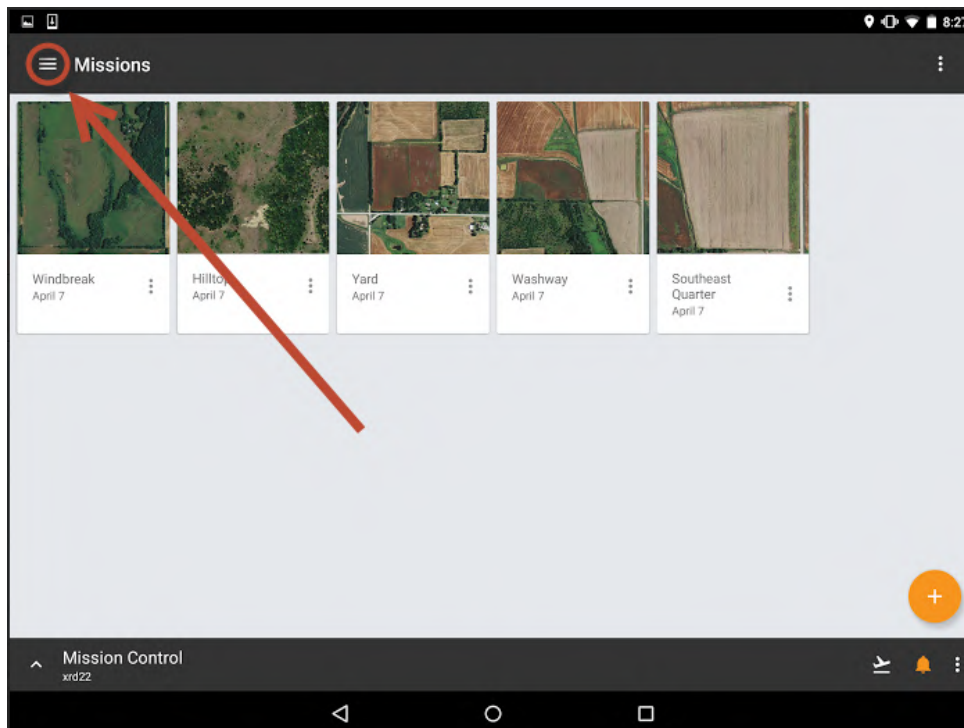 8:27
Missions
Windbreak
April 7
Hilltop
April 7
Yard
April 7
Washway
April 7
Southeast
Quarter
April 7
Mission Control
xrd22